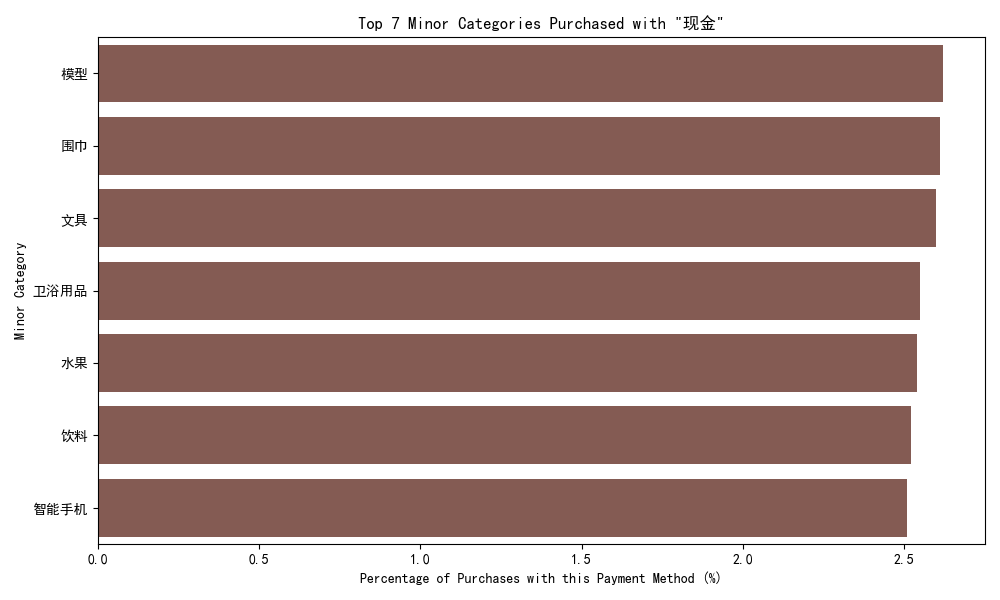 Top 7 Minor Categories Purchased with "现金"
模型
围巾
文具
卫浴用品
水果
饮料
智能手机
Minor Category
0.0 0.5 1.0 1.5 2.0 2.5
Percentage of Purchases with this Payment Method (%)